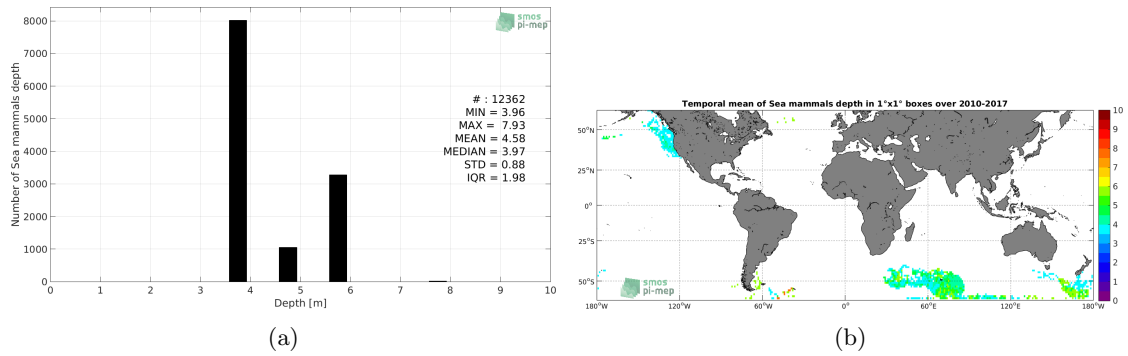 smos
pi-mep
Number of Sea mammals depth
8000
7000
6000
5000
4000
3000
2000
1000
0
# : 12362
MIN = 3.96
MAX = 7.93
MEAN = 4.58
MEDIAN = 3.97
STD = 0.88
IQR = 1.98
0 1 2 3 4 5 6 7 8 9 10
Depth [m]
(a)
Temporal mean of Sea mammals depth in 1°x1° boxes over 2010-2017
50°N
25°N
0°
25°S
50°S
smos
pi-mep
180°W 120°W 60°W 0° 60°E 120°E 180°W
10
9
8
7
6
5
4
3
2
1
0
(b)